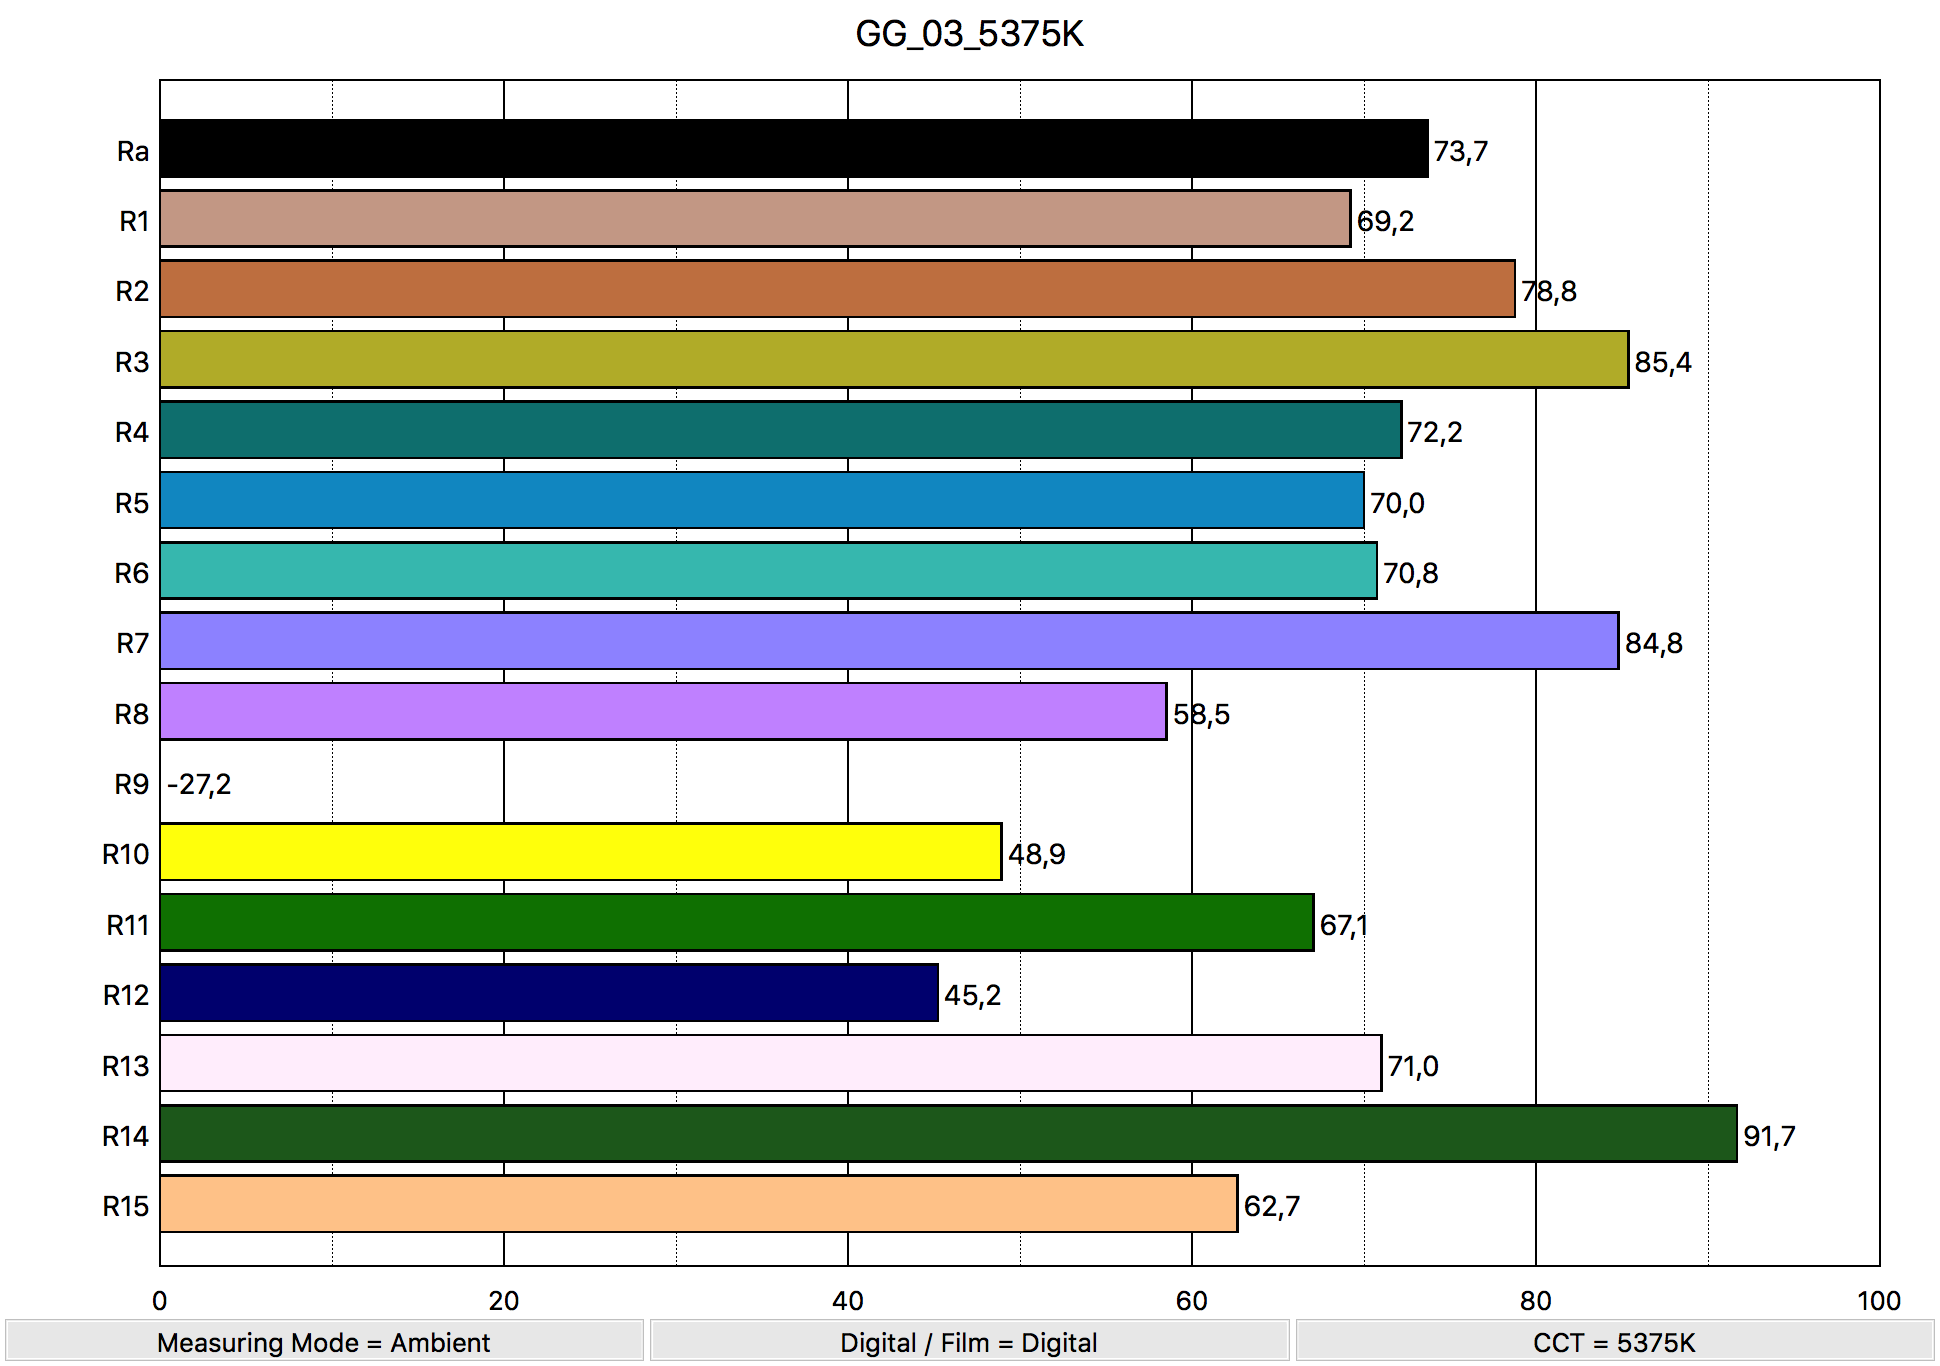 GG_03_5375K
Ra 73,7
R1 69,2
R2 78,8
R3 85,4
R4 72,2
R5 70,0
R6 70,8
R7 84,8
R8 58,5
R9 -27,2
R10 48,9
R11 67,1
R12 45,2
R13 71,0
R14 91,7
R15 62,7
0 20 40 60 80 100
Measuring Mode = Ambient Digital / Film = Digital CCT = 5375K